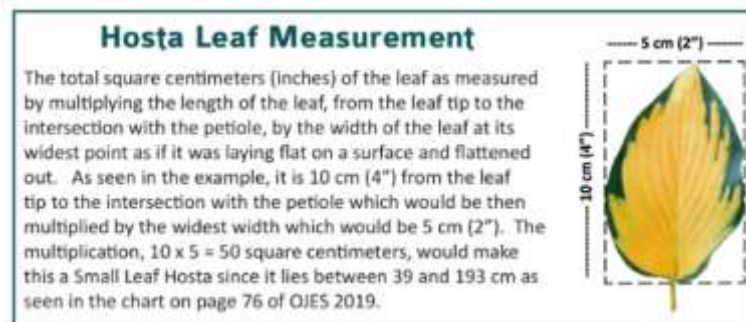 Hosta Leaf Measurement
The total square centimeters (inches) of the leaf as measured
by multiplying the length of the leaf, from the leaf tip to the
intersection with the petiole, by the width of the leaf at its
widest point as if it was laying flat on a surface and flattened
out. As seen in the example, it is 10 cm (4") from the leaf
tip to the intersection with the petiole which would be then
multiplied by the widest width which would be 5 cm (2"). The
multiplication, 10 x 5 = 50 square centimeters, would make
this a Small Leaf Hosta since it lies between 39 and 193 cm as
seen in the chart on page 76 of OJES 2019.
5 cm (2")
10 cm (4")